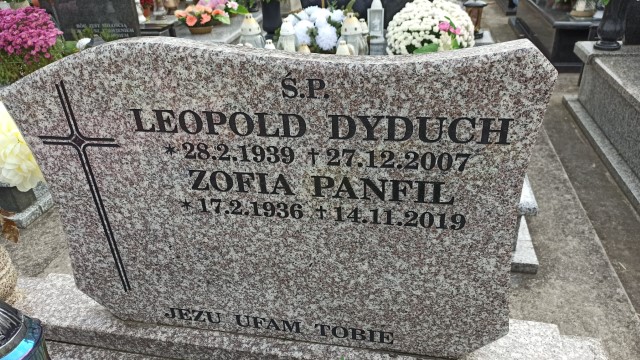 Ś.P.
LEOPOLD DYDUCH
* 28.2.1939 † 27.12.2007
ZOFIA PANFIL
* 17.2.1936 † 14.11.2019
JEZU UFAM TOBIE